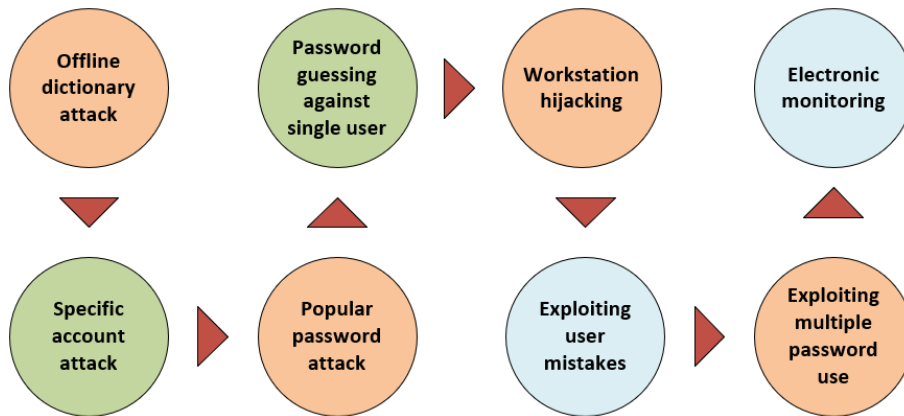 Offline
dictionary
attack
Specific
account
attack
Popular
password
attack
Password
guessing
against
single user
Workstation
hijacking
Exploiting
user
mistakes
Exploiting
multiple
password
use
Electronic
monitoring